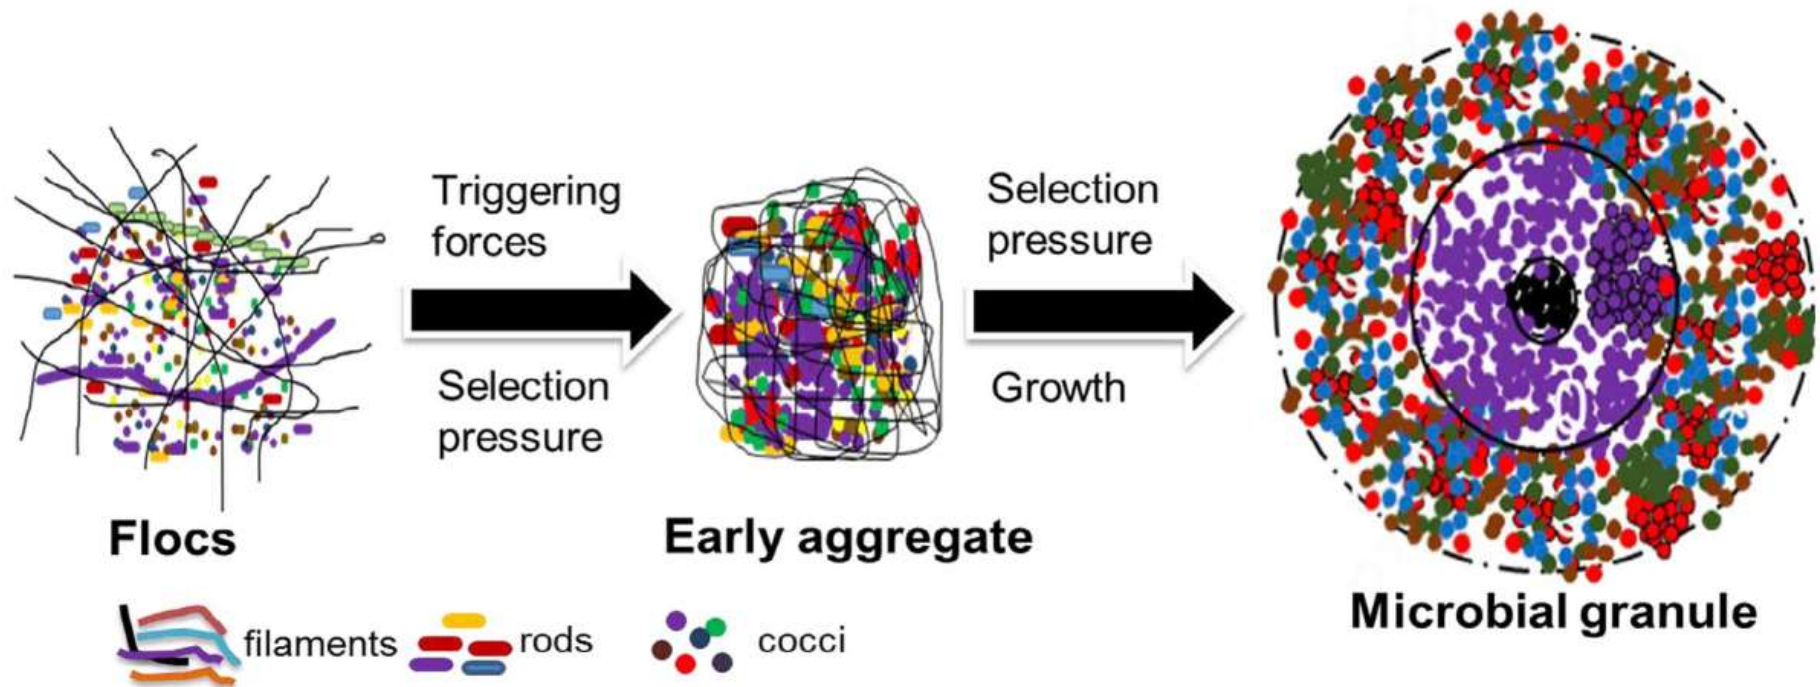 Triggering
forces
Selection
pressure
Selection
pressure
Growth
Flocs
Early aggregate
Microbial granule
filaments
rods
cocci